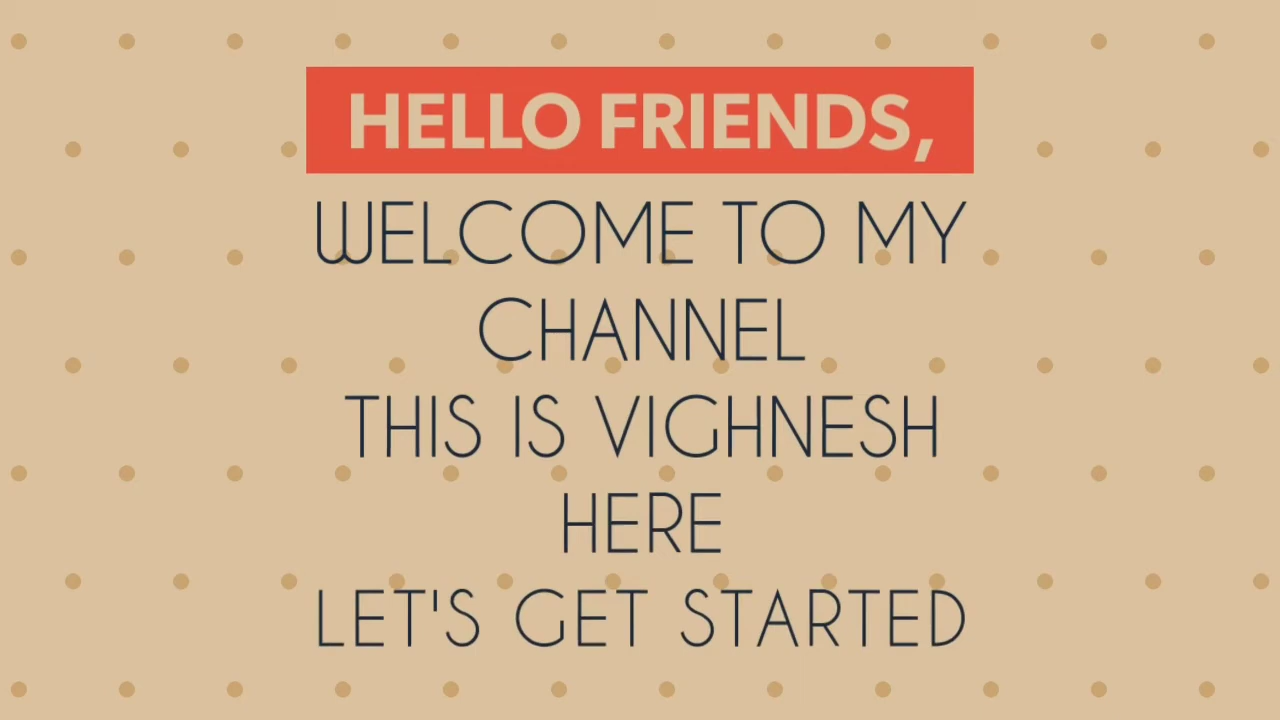 HELLO FRIENDS,
WELCOME TO MY
CHANNEL
THIS IS VIGHNESH
HERE
LET'S GET STARTED